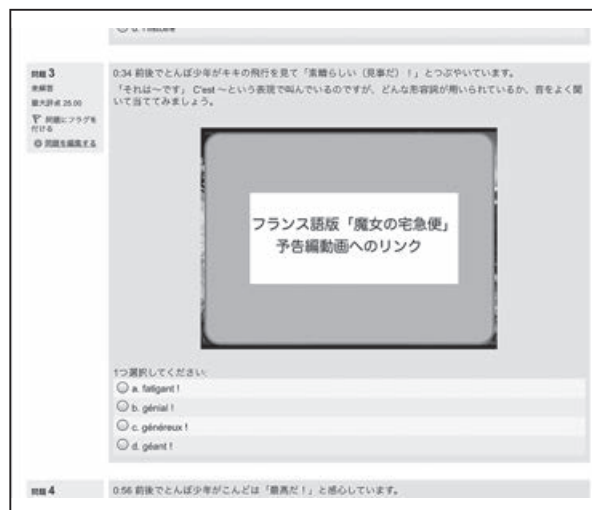 問題 3
未解答
最大評点 25.00
問題にフラグを
付ける
問題を編集する
0:34 前後でとんぼ少年がキキの飛行を見て「素晴らしい（見事だ）！」とつぶやいています。
「それは～です」 C'est ～という表現で叫んでいるのですが、どんな形容詞が用いられているか、音をよく聞
いて当ててみましょう。
フランス語版「魔女の宅急便」
予告編動画へのリンク
1つ選択してください:
a. fatigant !
b. génial !
c. généreux !
d. géant !
問題 4
0:56 前後でとんぼ少年がこんどは「最高だ！」と感心しています。